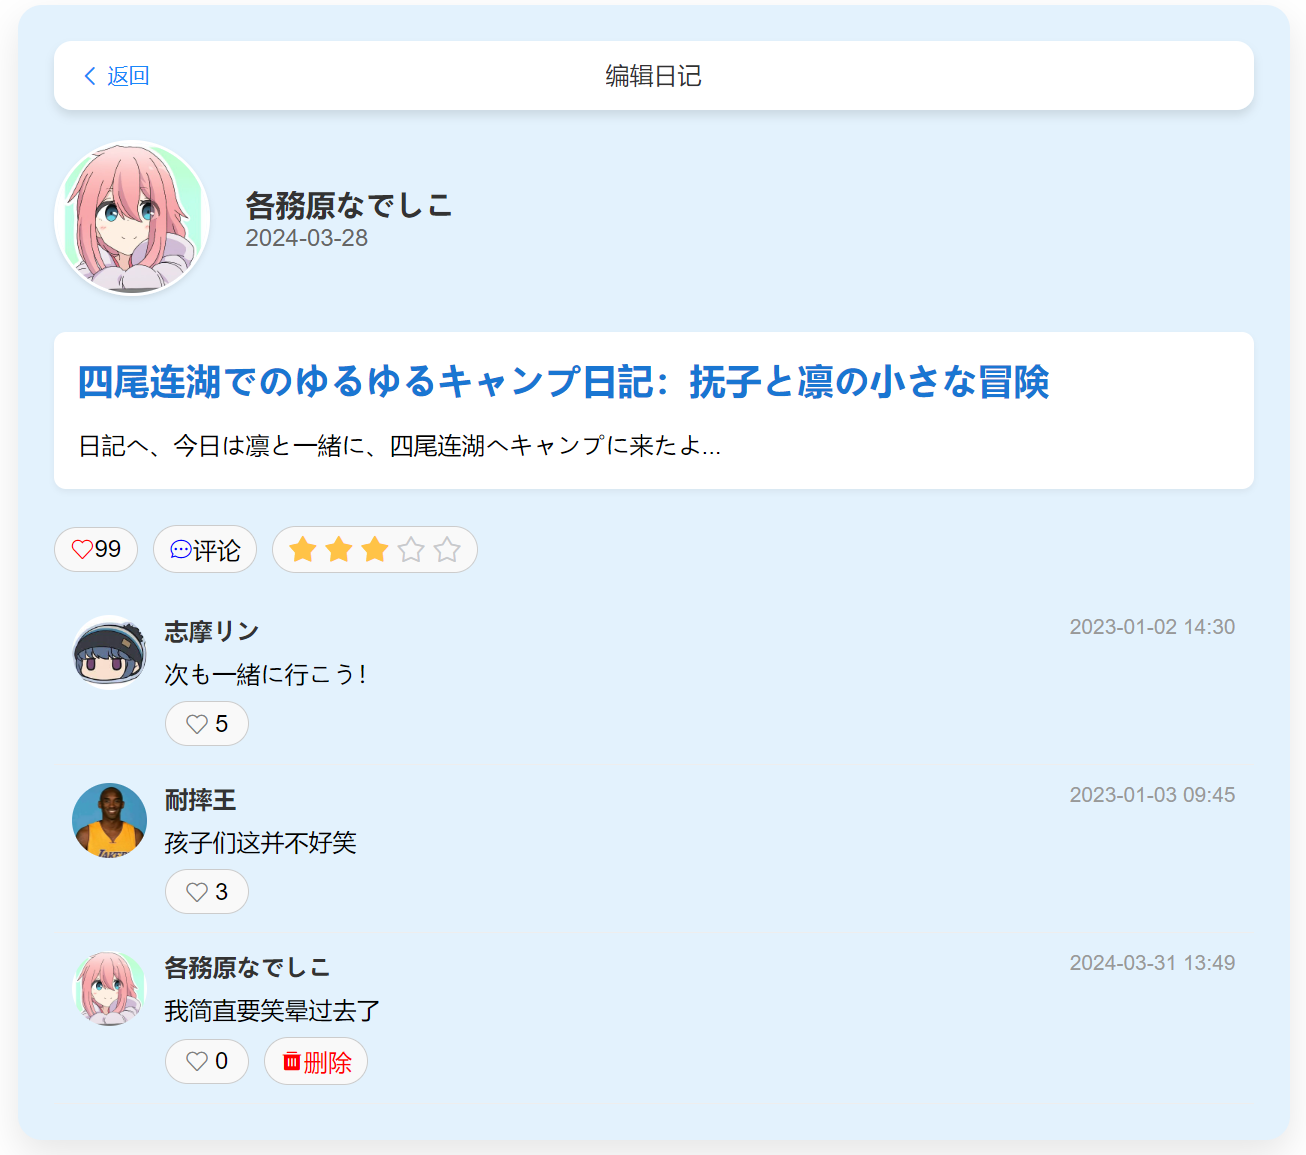 返回
编辑日记
各務原なでしこ
2024-03-28
四尾连湖でのゆるゆるキャンプ日記：抚子と凛の小さな冒険
日記へ、今日は凛と一緒に、四尾连湖へキャンプに来たよ...
99
评论
志摩リン
2023-01-02 14:30
次も一緒に行こう！
5
耐摔王
2023-01-03 09:45
孩子们这并不好笑
3
各務原なでしこ
2024-03-31 13:49
我简直要笑晕过去了
0
删除